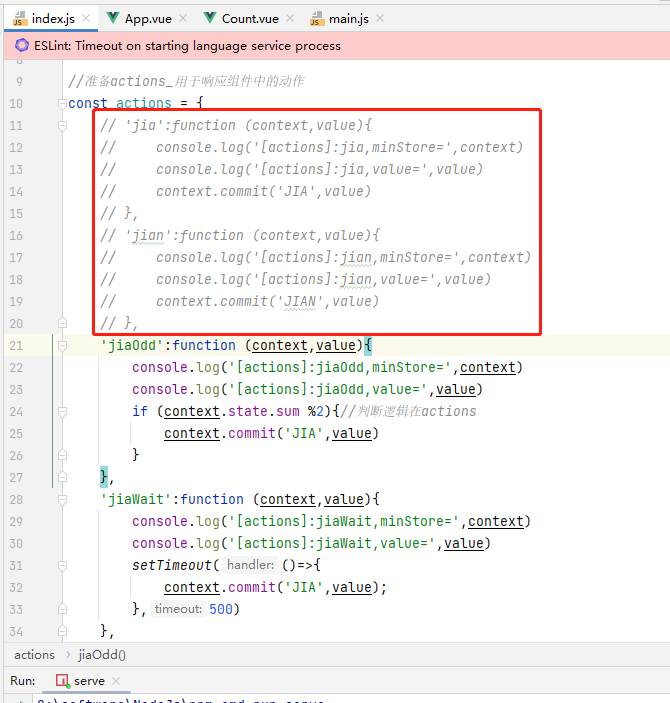 index.js
App.vue
Count.vue
main.js
ESLint: Timeout on starting language service process
9 //准备actions_用于响应组件中的动作
10 const actions = {
11 // 'jia':function (context,value){
12 //     console.log('[actions]:jia,minStore=',context)
13 //     console.log('[actions]:jia,value=',value)
14 //     context.commit('JIA',value)
15 // },
16 // 'jian':function (context,value){
17 //     console.log('[actions]:jian,minStore=',context)
18 //     console.log('[actions]:jian,value=',value)
19 //     context.commit('JIAN',value)
20 // },
21 'jiaOdd':function (context,value){
22 console.log('[actions]:jiaOdd,minStore=',context)
23 console.log('[actions]:jiaOdd,value=',value)
24 if (context.state.sum %2){//判断逻辑在actions
25 context.commit('JIA',value)
26 }
27 },
28 'jiaWait':function (context,value){
29 console.log('[actions]:jiaWait,minStore=',context)
30 console.log('[actions]:jiaWait,value=',value)
31 setTimeout( handler: ()=>{
32 context.commit('JIA',value);
33 }, timeout: 500)
34 },
actions > jiaOdd()
Run: serve